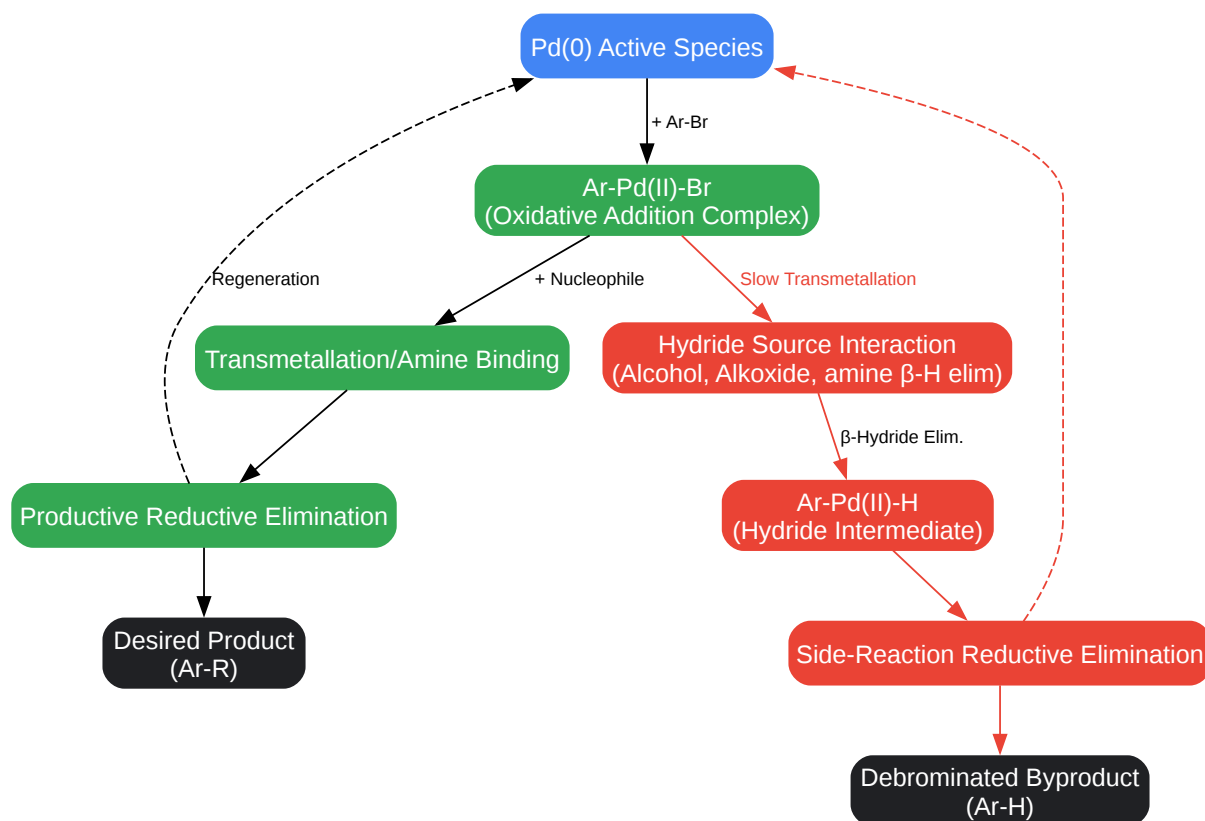 Pd(0) Active Species
+ Ar-Br
Ar-Pd(II)-Br
(Oxidative Addition Complex)
Regeneration
+ Nucleophile
Slow Transmetallation
Transmetallation/Amine Binding
Hydride Source Interaction
(Alcohol, Alkoxide, amine β-H elim)
β-Hydride Elim.
Productive Reductive Elimination
Ar-Pd(II)-H
(Hydride Intermediate)
Desired Product
(Ar-R)
Side-Reaction Reductive Elimination
Debrominated Byproduct
(Ar-H)